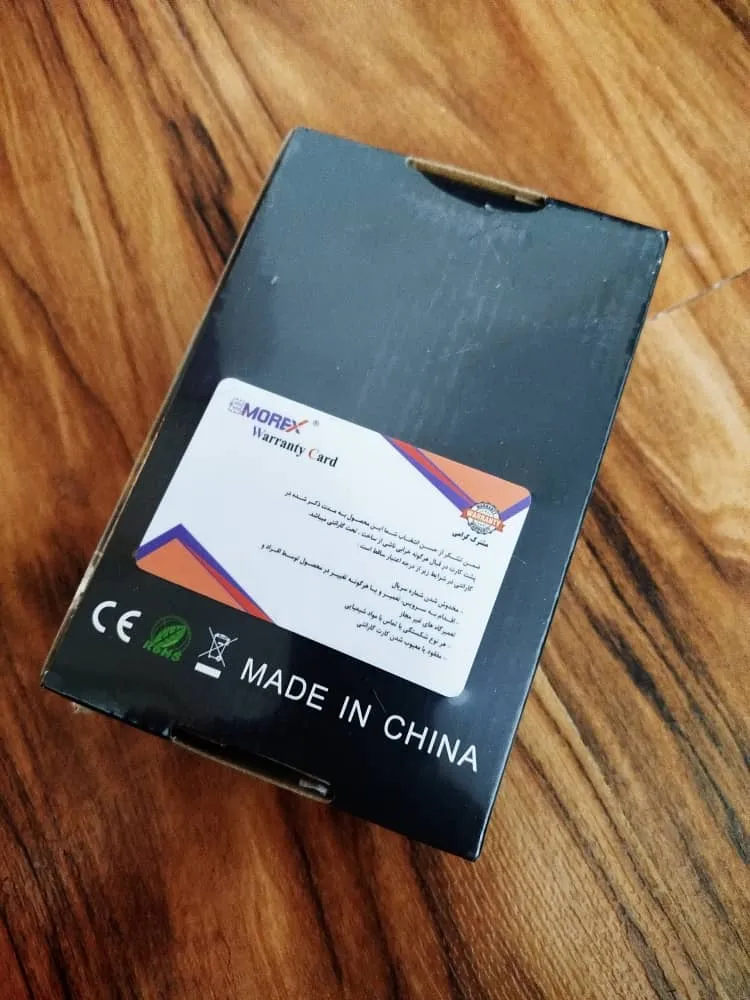 MOREX ®
Warranty Card
WARRANTY
مشترک گرامی
ضمن تشکر از حسن انتخاب شما این محصول به مدت ذکر شده در
پشت کارت در قبال هرگونه خرابی ناشی از ساخت ، تحت گارانتی میباشد.
گارانتی در شرایط زیر از درجه اعتبار ساقط است :
- مخدوش شدن شماره سریال
- اقدام به سرویس، تعمیر و یا هرگونه تغییر در محصول توسط افراد و
تعمیرگاه های غیر مجاز
- هر نوع شکستگی یا تماس با مواد شیمیایی
- مفقود یا معیوب شدن کارت گارانتی
CE
ROHS
MADE IN CHINA